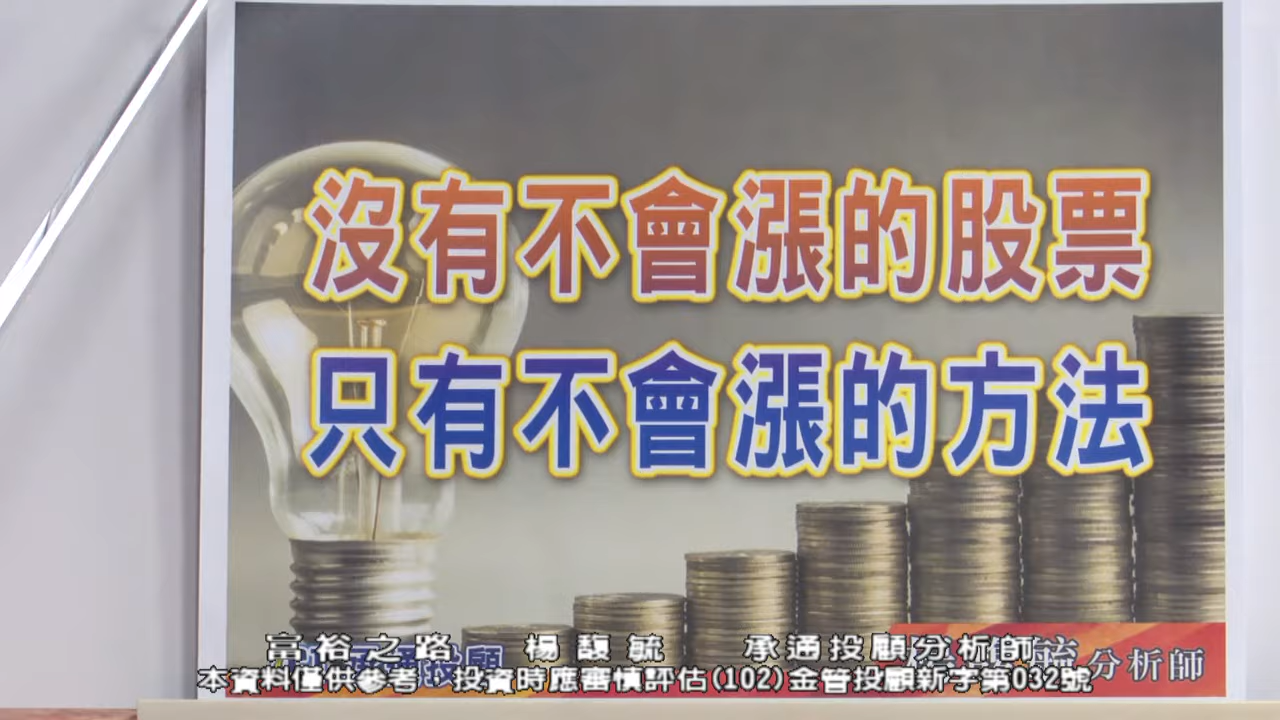 沒有不會漲的股票
只有不會漲的方法
富裕之路 楊馥毓 承通投顧分析師
分析師
本資料僅供參考，投資時應審慎評估(102)金管投顧新字第032號